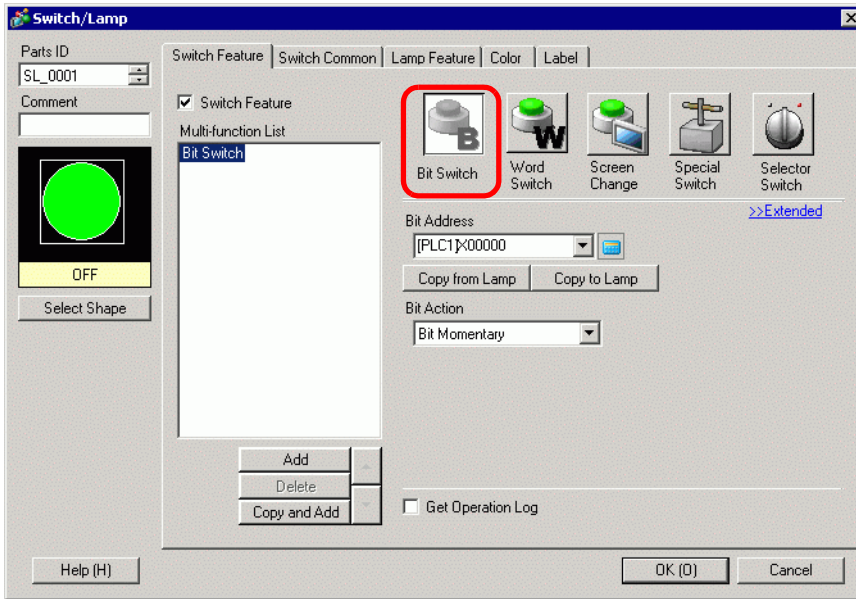 Switch/Lamp
Parts ID
SL_0001
Comment
OFF
Select Shape
Switch Feature
Switch Common
Lamp Feature
Color
Label
Switch Feature
Multi-function List
Bit Switch
Add
Delete
Copy and Add
B
Bit Switch
W
Word
Switch
Screen
Change
Special
Switch
Selector
Switch
>>Extended
Bit Address
[PLC1]X00000
Copy from Lamp
Copy to Lamp
Bit Action
Bit Momentary
Get Operation Log
Help (H)
OK (O)
Cancel